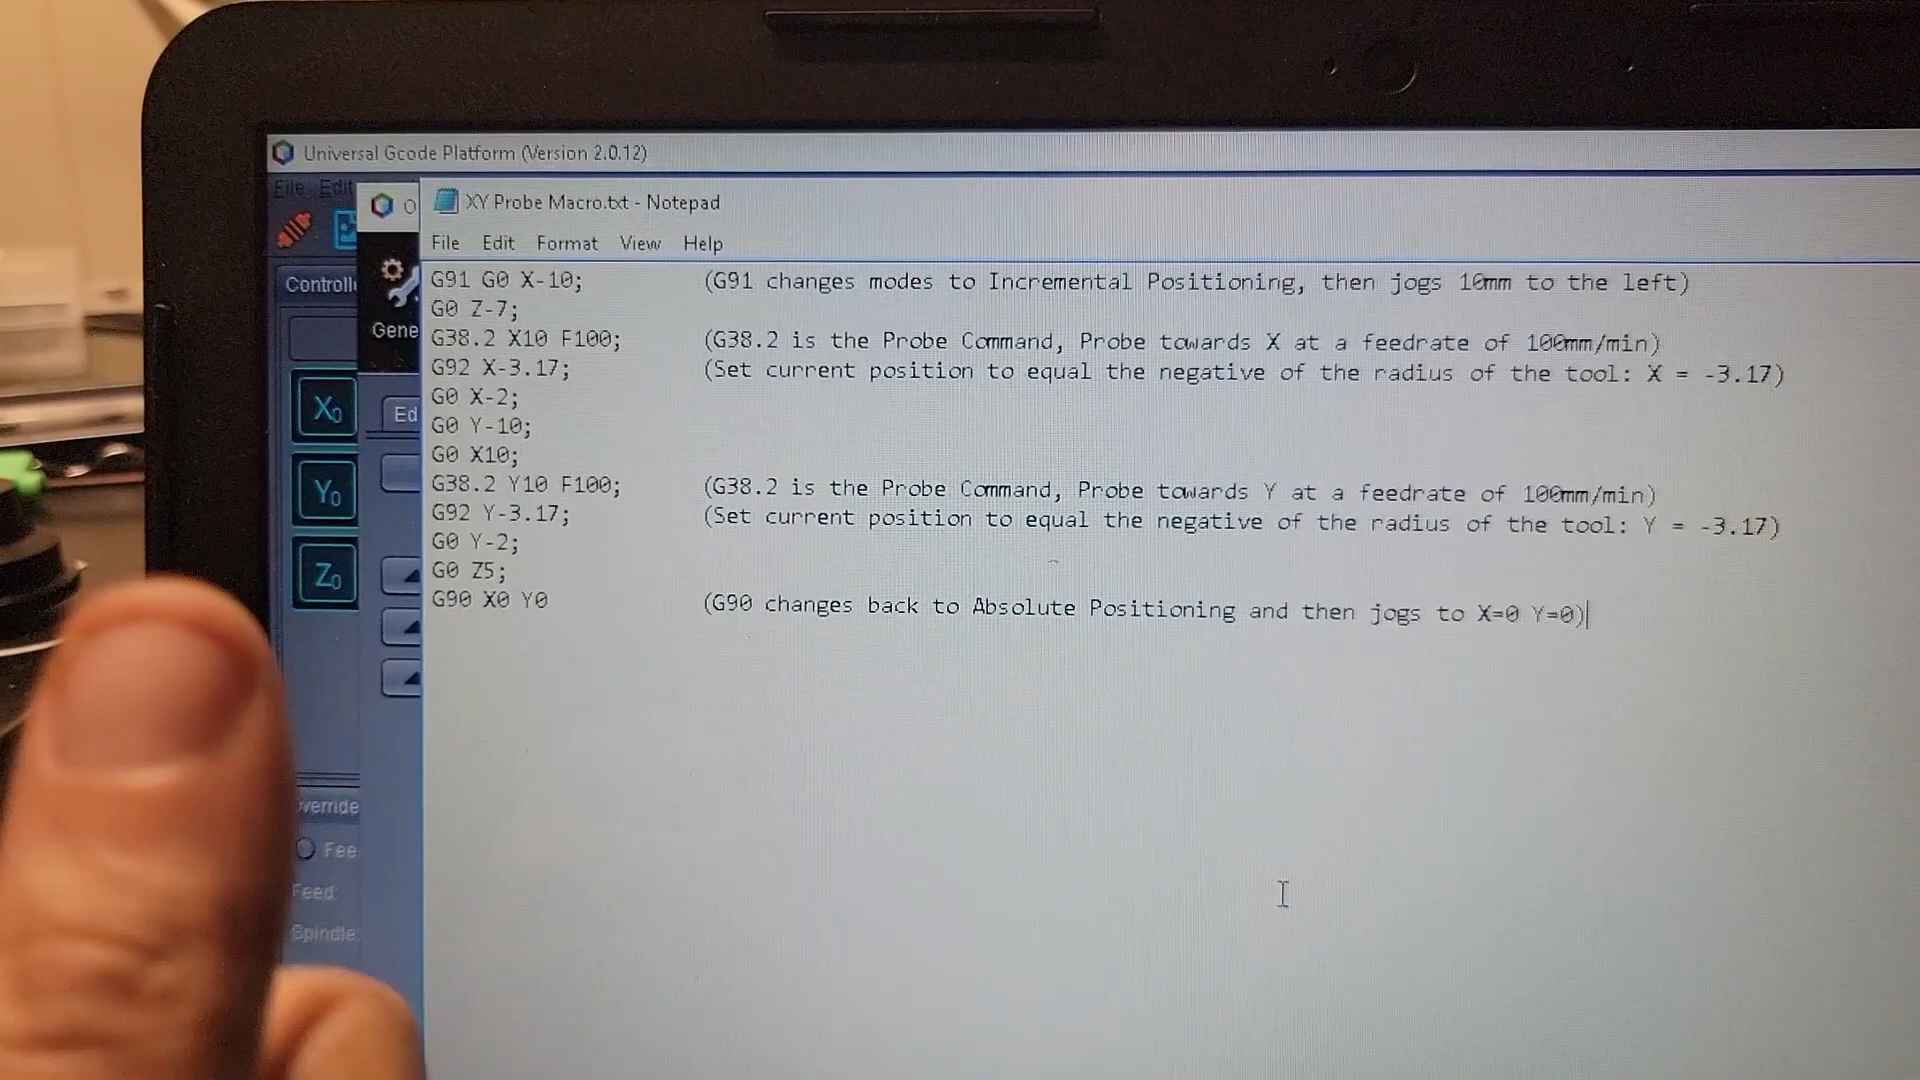 Universal Gcode Platform (Version 2.0.12)
File Edit
O
XY Probe Macro.txt - Notepad
File Edit Format View Help
Controlle
Gene
G91 G0 X-10; (G91 changes modes to Incremental Positioning, then jogs 10mm to the left)
G0 Z-7;
G38.2 X10 F100; (G38.2 is the Probe Command, Probe towards X at a feedrate of 100mm/min)
G92 X-3.17; (Set current position to equal the negative of the radius of the tool: X = -3.17)
G0 X-2;
G0 Y-10;
G0 X10;
G38.2 Y10 F100; (G38.2 is the Probe Command, Probe towards Y at a feedrate of 100mm/min)
G92 Y-3.17; (Set current position to equal the negative of the radius of the tool: Y = -3.17)
G0 Y-2;
G0 Z5;
G90 X0 Y0 (G90 changes back to Absolute Positioning and then jogs to X=0 Y=0)
X0
Ed
Y0
Z0
verride
Fee
Feed:
Spindle: